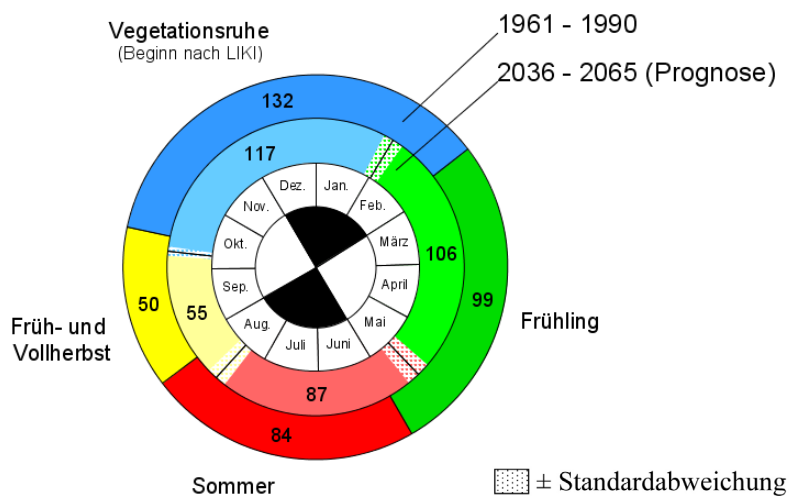 Vegetationsruhe
(Beginn nach LIKI)
1961 - 1990
2036 - 2065 (Prognose)
132
117
Dez.
Jan.
Nov.
Feb.
Okt.
März
106
Sep.
April
99
50
55
Aug.
Mai
Juli
Juni
Früh- und
Vollherbst
Frühling
87
84
Sommer
± Standardabweichung